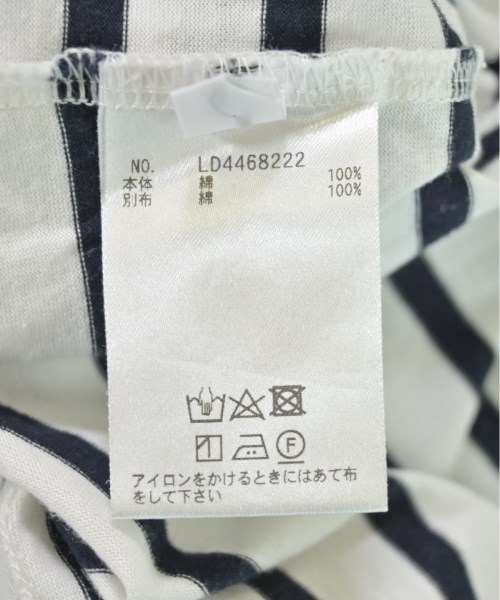 NO. LD4468222
本体 綿 100%
別布 綿 100%
F
アイロンをかけるときにはあて布
をして下さい